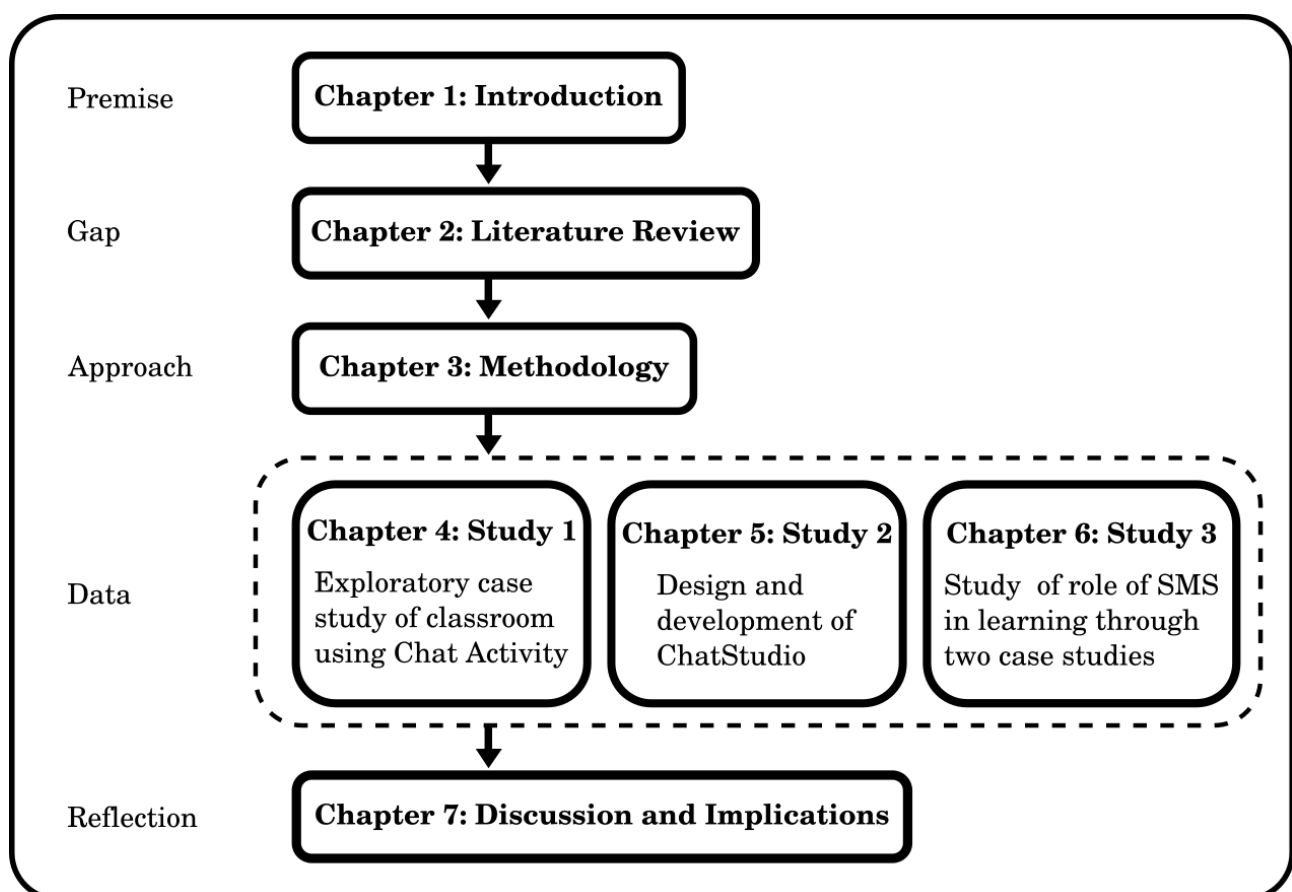 Premise
Chapter 1: Introduction
Gap
Chapter 2: Literature Review
Approach
Chapter 3: Methodology
Data
Chapter 4: Study 1
Exploratory case
study of classroom
using Chat Activity
Chapter 5: Study 2
Design and
development of
ChatStudio
Chapter 6: Study 3
Study of role of SMS
in learning through
two case studies
Reflection
Chapter 7: Discussion and Implications